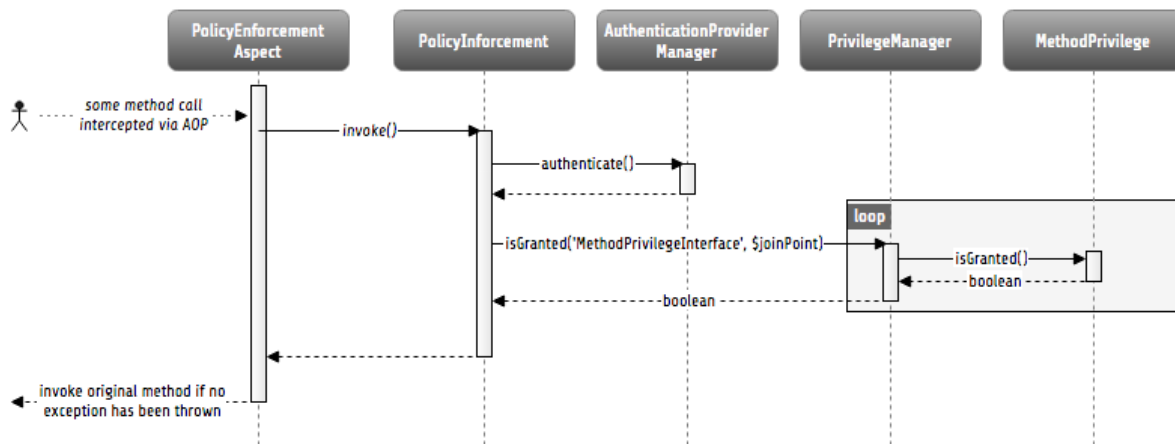 PolicyEnforcement
Aspect
PolicyInforcement
AuthenticationProvider
Manager
PrivilegeManager
MethodPrivilege
some method call
intercepted via AOP
invoke()
authenticate()
loop
isGranted('MethodPrivilegeInterface', $joinPoint)
isGranted()
boolean
boolean
invoke original method if no
exception has been thrown